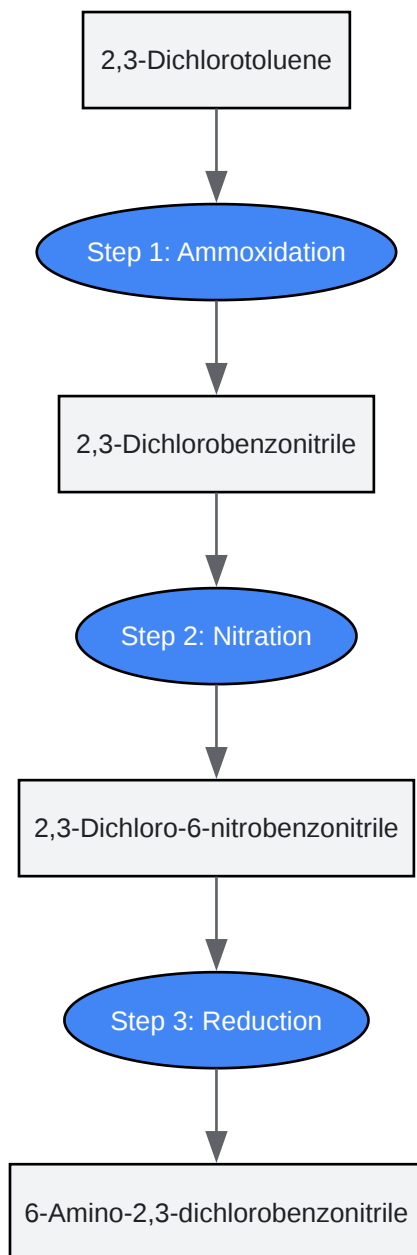 2,3-Dichlorotoluene
Step 1: Ammoxidation
2,3-Dichlorobenzonitrile
Step 2: Nitration
2,3-Dichloro-6-nitrobenzonitrile
Step 3: Reduction
6-Amino-2,3-dichlorobenzonitrile